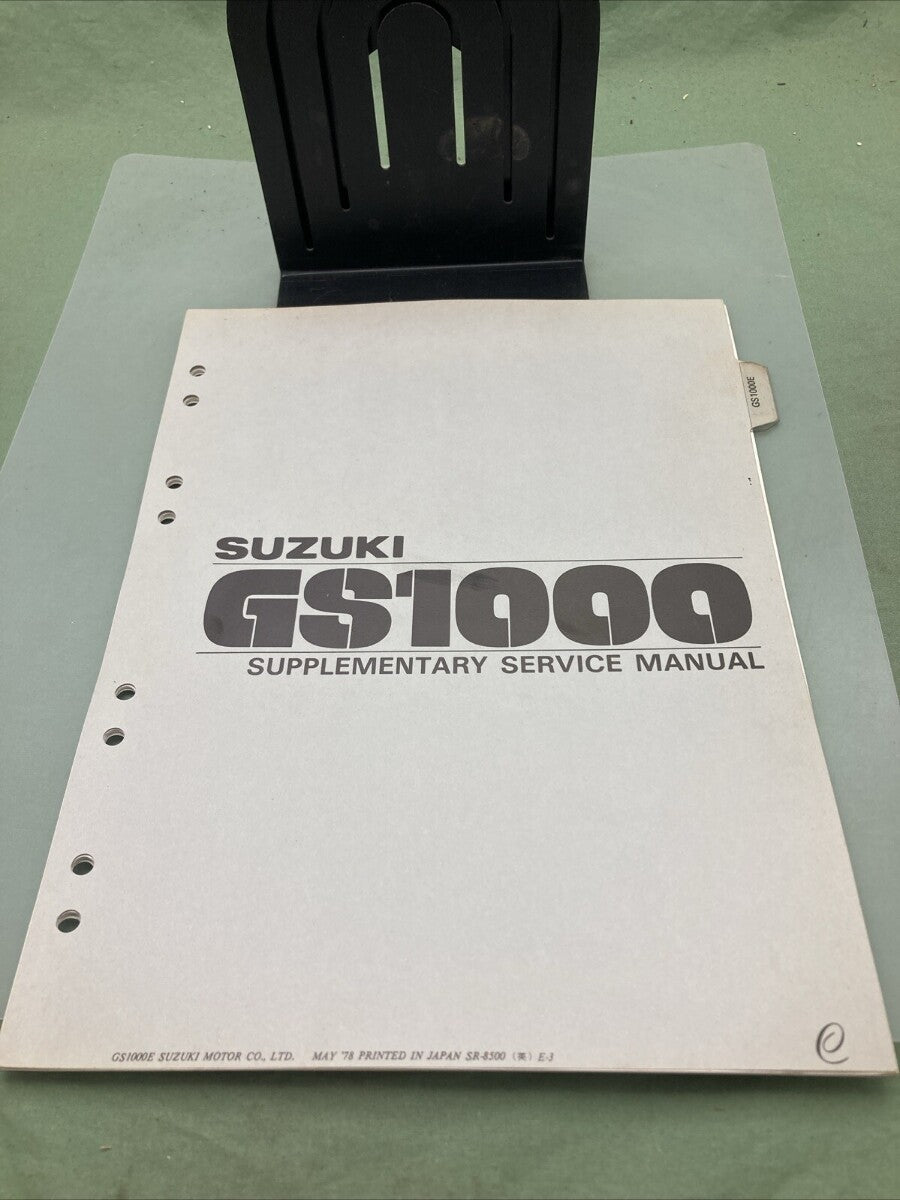 GS1000E
SUZUKI
GS1000
SUPPLEMENTARY SERVICE MANUAL
GS1000E SUZUKI MOTOR CO., LTD. MAY '78 PRINTED IN JAPAN SR-8500 (英) E-3
e